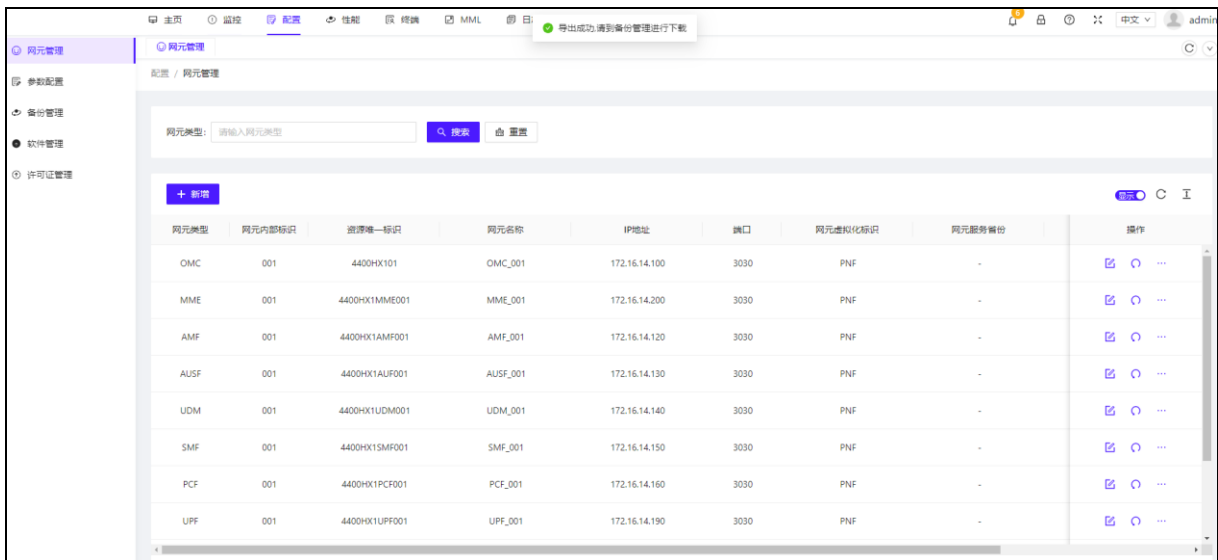 主页 监控 配置 性能 终端 MML 日 导出成功,请到备份管理进行下载 6 中文 admin
网元管理 网元管理
参数配置 配置 / 网元管理
备份管理
网元类型: 请输入网元类型 搜索 重置
软件管理
许可证管理
+ 新增 显示
网元类型 网元内部标识 资源唯一标识 网元名称 IP地址 端口 网元虚拟化标识 网元服务省份 操作
OMC 001 4400HX101 OMC_001 172.16.14.100 3030 PNF - ...
MME 001 4400HX1MME001 MME_001 172.16.14.200 3030 PNF - ...
AMF 001 4400HX1AMF001 AMF_001 172.16.14.120 3030 PNF - ...
AUSF 001 4400HX1AUF001 AUSF_001 172.16.14.130 3030 PNF - ...
UDM 001 4400HX1UDM001 UDM_001 172.16.14.140 3030 PNF - ...
SMF 001 4400HX1SMF001 SMF_001 172.16.14.150 3030 PNF - ...
PCF 001 4400HX1PCF001 PCF_001 172.16.14.160 3030 PNF - ...
UPF 001 4400HX1UPF001 UPF_001 172.16.14.190 3030 PNF - ...